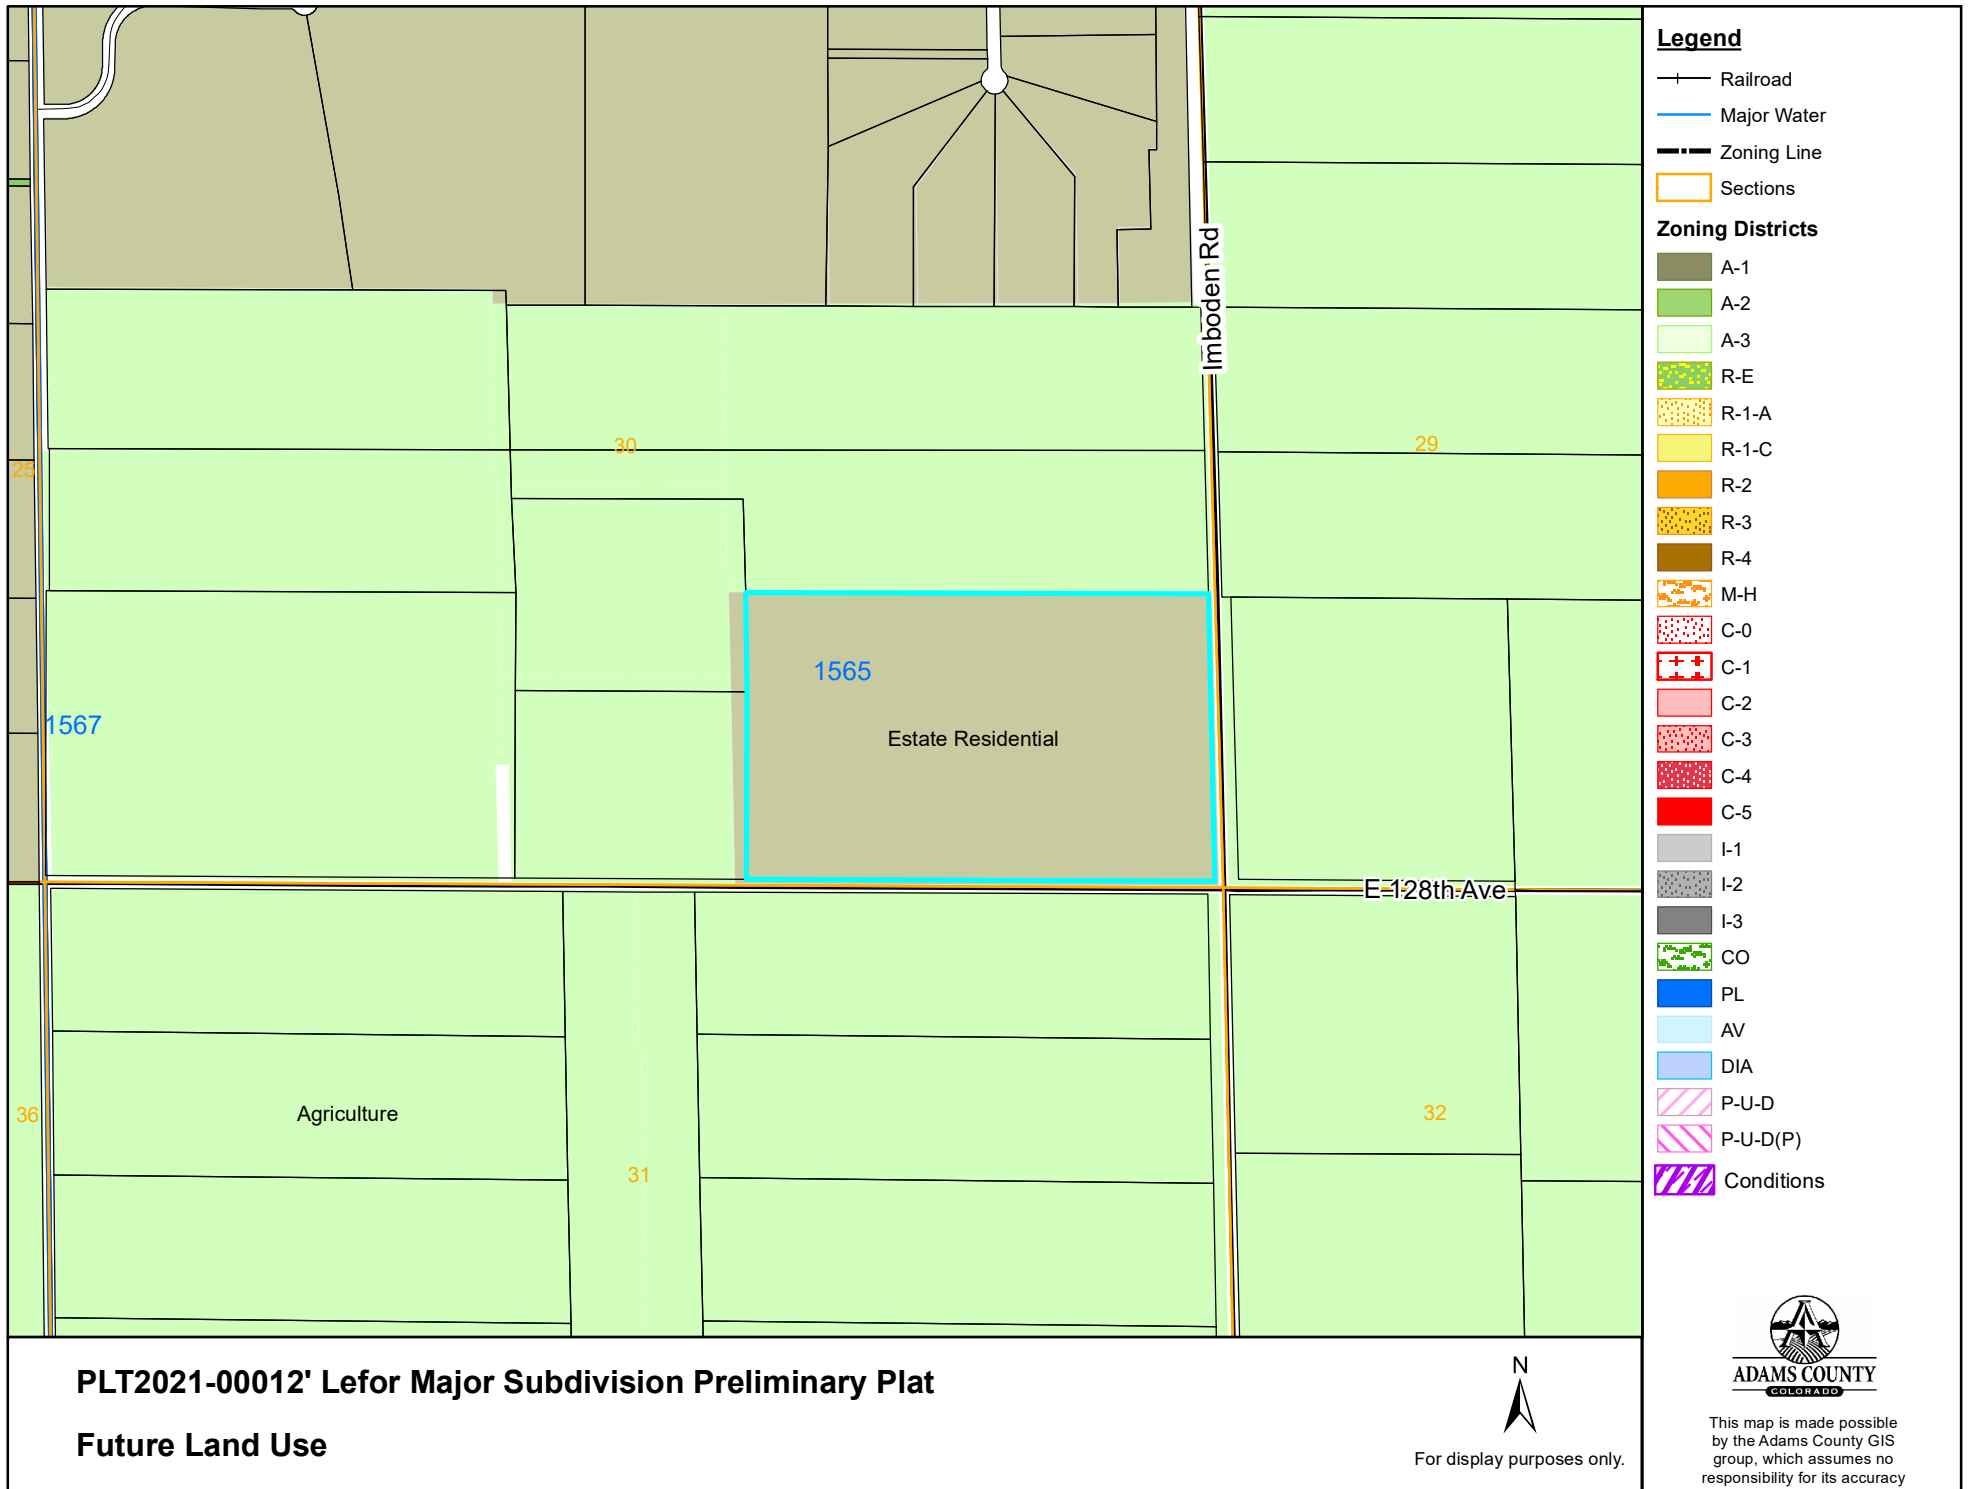 Imboden Rd
30
29
25
1565
1567
Estate Residential
E 128th Ave
Agriculture
36
32
31
Legend
Railroad
Major Water
Zoning Line
Sections
Zoning Districts
A-1
A-2
A-3
R-E
R-1-A
R-1-C
R-2
R-3
R-4
M-H
C-0
C-1
C-2
C-3
C-4
C-5
I-1
I-2
I-3
CO
PL
AV
DIA
P-U-D
P-U-D(P)
Conditions
PLT2021-00012' Lefor Major Subdivision Preliminary Plat
Future Land Use
N
For display purposes only.
ADAMS COUNTY
COLORADO
This map is made possible
by the Adams County GIS
group, which assumes no
responsibility for its accuracy